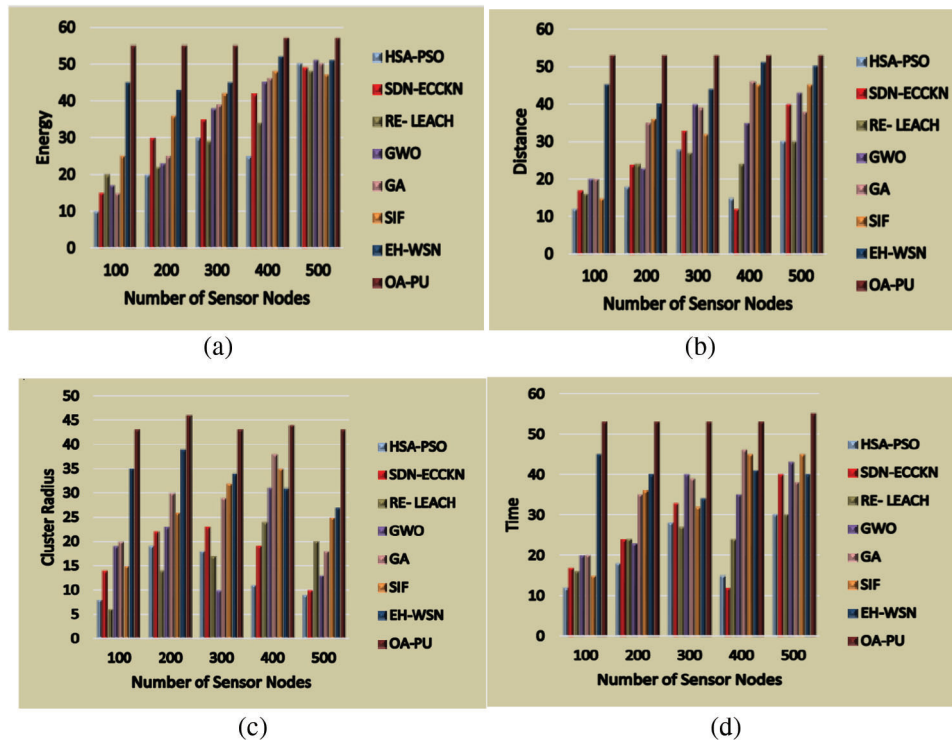 60
50
40
30
20
10
0
Energy
100 200 300 400 500
Number of Sensor Nodes
HSA-PSO
SDN-ECCKN
RE- LEACH
GWO
GA
SIF
EH-WSN
OA-PU
(a)
60
50
40
30
20
10
0
Distance
100 200 300 400 500
Number of Sensor Nodes
HSA-PSO
SDN-ECCKN
RE- LEACH
GWO
GA
SIF
EH-WSN
OA-PU
(b)
50
45
40
35
30
25
20
15
10
5
0
Cluster Radius
100 200 300 400 500
Number of Sensor Nodes
HSA-PSO
SDN-ECCKN
RE- LEACH
GWO
GA
SIF
EH-WSN
OA-PU
(c)
60
50
40
30
20
10
0
Time
100 200 300 400 500
Number of Sensor Nodes
HSA-PSO
SDN-ECCKN
RE- LEACH
GWO
GA
SIF
EH-WSN
OA-PU
(d)